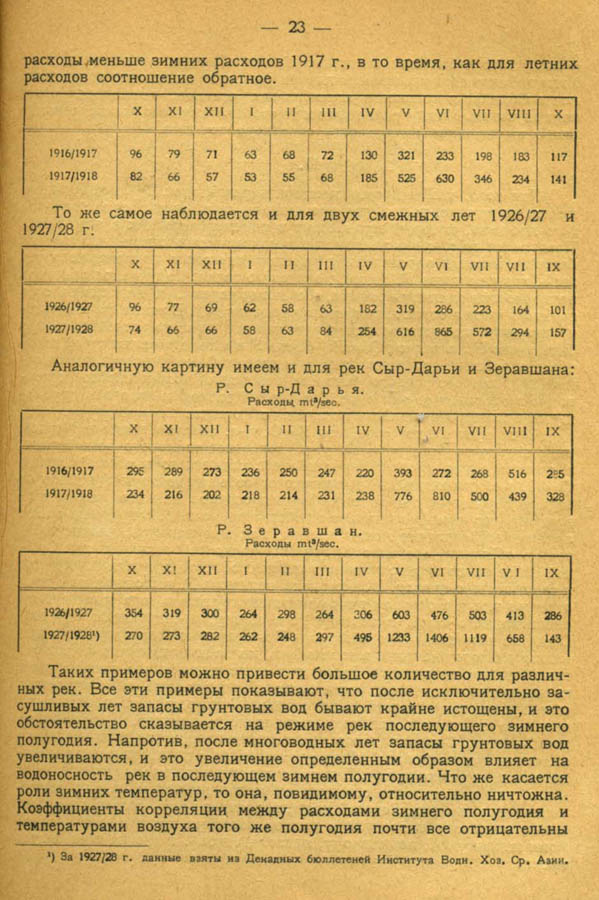 — 23 —
расходы меньше зимних расходов 1917 г., в то время, как для летних
расходов соотношение обратное.
X XI XII I II III IV V VI VII VIII X
1916/1917 96 79 71 63 68 72 130 321 233 198 183 117
1917/1918 82 66 57 53 55 68 185 525 630 346 234 141
То же самое наблюдается и для двух смежных лет 1926/27 и
1927/28 г.
X XI XII I II III IV V VI VII VII IX
1926/1927 96 77 69 62 58 63 182 319 286 223 164 101
1927/1928 74 66 66 58 63 84 254 616 865 572 294 157
Аналогичную картину имеем и для рек Сыр-Дарьи и Зеравшана:
Р. Сыр-Дарья.
Расходы mt³/sec.
X XI XII I II III IV V VI VII VIII IX
1916/1917 295 289 273 236 250 247 220 393 272 268 516 285
1917/1918 234 216 202 218 214 231 238 776 810 500 439 328
Р. Зеравшан.
Расходы mt³/sec.
X XI XII I II III IV V VI VII V I IX
1926/1927 354 319 300 264 298 264 306 603 476 503 413 286
1927/1928¹) 270 273 282 262 248 297 495 1233 1406 1119 658 143
Таких примеров можно привести большое количество для различ-
ных рек. Все эти примеры показывают, что после исключительно за-
сушливых лет запасы грунтовых вод бывают крайне истощены, и это
обстоятельство сказывается на режиме рек последующего зимнего
полугодия. Напротив, после многоводных лет запасы грунтовых вод
увеличиваются, и это увеличение определенным образом влияет на
водоносность рек в последующем зимнем полугодии. Что же касается
роли зимних температур, то она, повидимому, относительно ничтожна.
Коэффициенты корреляции между расходами зимнего полугодия и
температурами воздуха того же полугодия почти все отрицательны
¹) За 1927/28 г. данные взяты из Декадных бюллетеней Института Водн. Хоз. Ср. Азии.